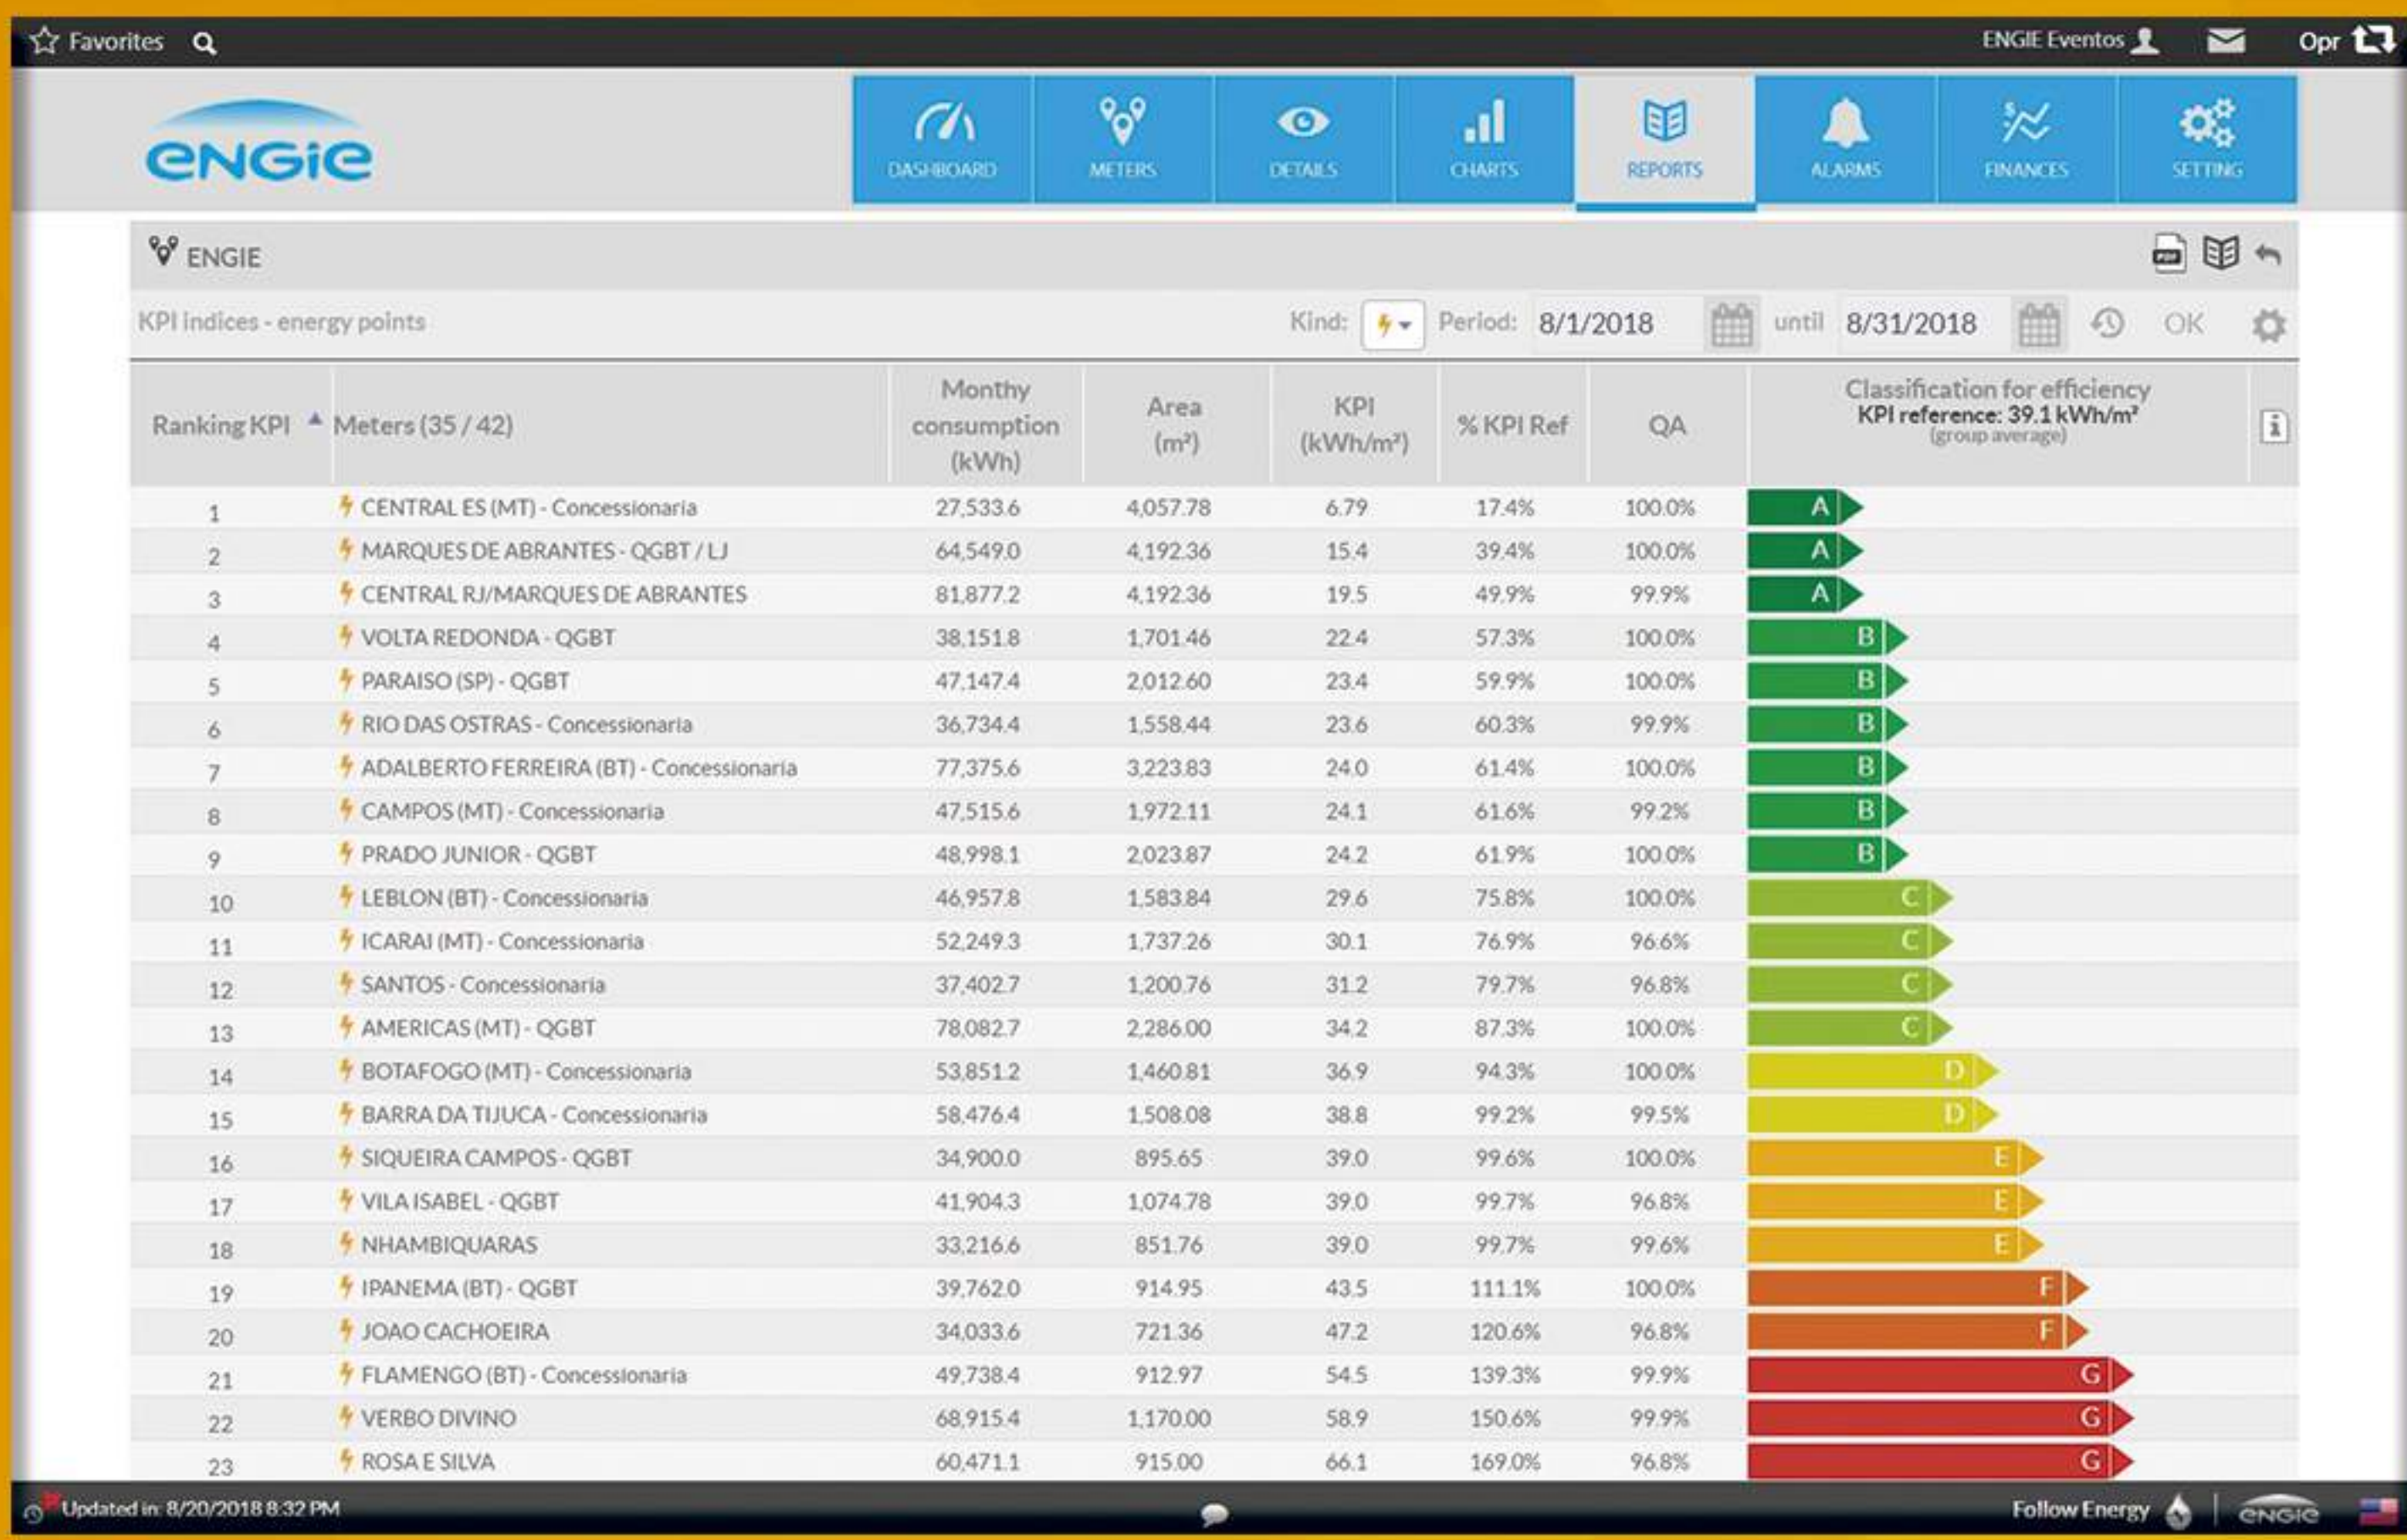 Favorites
ENGIE Eventos
Opr
ENGIE
DASHBOARD METERS DETAILS CHARTS REPORTS ALARMS FINANCES SETTING
ENGIE
PDF
KPI indices - energy points Kind: Period: 8/1/2018 until 8/31/2018 OK
Ranking KPI Meters (35 / 42) Monthy consumption (kWh) Area (m²) KPI (kWh/m²) % KPI Ref QA Classification for efficiency
KPI reference: 39.1 kWh/m²
(group average)
i
1 CENTRAL ES (MT) - Concessionaria 27,533.6 4,057.78 6.79 17.4% 100.0% A
2 MARQUES DE ABRANTES - QGBT / LJ 64,549.0 4,192.36 15.4 39.4% 100.0% A
3 CENTRAL RJ/MARQUES DE ABRANTES 81,877.2 4,192.36 19.5 49.9% 99.9% A
4 VOLTA REDONDA - QGBT 38,151.8 1,701.46 22.4 57.3% 100.0% B
5 PARAISO (SP) - QGBT 47,147.4 2,012.60 23.4 59.9% 100.0% B
6 RIO DAS OSTRAS - Concessionaria 36,734.4 1,558.44 23.6 60.3% 99.9% B
7 ADALBERTO FERREIRA (BT) - Concessionaria 77,375.6 3,223.83 24.0 61.4% 100.0% B
8 CAMPOS (MT) - Concessionaria 47,515.6 1,972.11 24.1 61.6% 99.2% B
9 PRADO JUNIOR - QGBT 48,998.1 2,023.87 24.2 61.9% 100.0% B
10 LEBLON (BT) - Concessionaria 46,957.8 1,583.84 29.6 75.8% 100.0% C
11 ICARAI (MT) - Concessionaria 52,249.3 1,737.26 30.1 76.9% 96.6% C
12 SANTOS - Concessionaria 37,402.7 1,200.76 31.2 79.7% 96.8% C
13 AMERICAS (MT) - QGBT 78,082.7 2,286.00 34.2 87.3% 100.0% C
14 BOTAFOGO (MT) - Concessionaria 53,851.2 1,460.81 36.9 94.3% 100.0% D
15 BARRA DA TIJUCA - Concessionaria 58,476.4 1,508.08 38.8 99.2% 99.5% D
16 SIQUEIRA CAMPOS - QGBT 34,900.0 895.65 39.0 99.6% 100.0% E
17 VILA ISABEL - QGBT 41,904.3 1,074.78 39.0 99.7% 96.8% E
18 NHAMBIQUARAS 33,216.6 851.76 39.0 99.7% 99.6% E
19 IPANEMA (BT) - QGBT 39,762.0 914.95 43.5 111.1% 100.0% F
20 JOAO CACHOEIRA 34,033.6 721.36 47.2 120.6% 96.8% F
21 FLAMENGO (BT) - Concessionaria 49,738.4 912.97 54.5 139.3% 99.9% G
22 VERBO DIVINO 68,915.4 1,170.00 58.9 150.6% 99.9% G
23 ROSA E SILVA 60,471.1 915.00 66.1 169.0% 96.8% G
Updated in: 8/20/2018 8:32 PM
Follow Energy
ENGIE